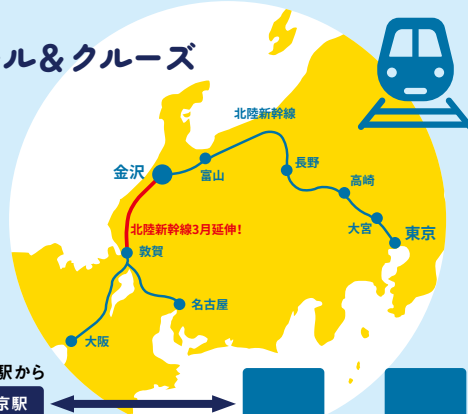 ル&クルーズ
北陸新幹線
金沢
富山
長野
高崎
大宮
東京
北陸新幹線3月延伸!
敦賀
名古屋
大阪
駅から
京駅